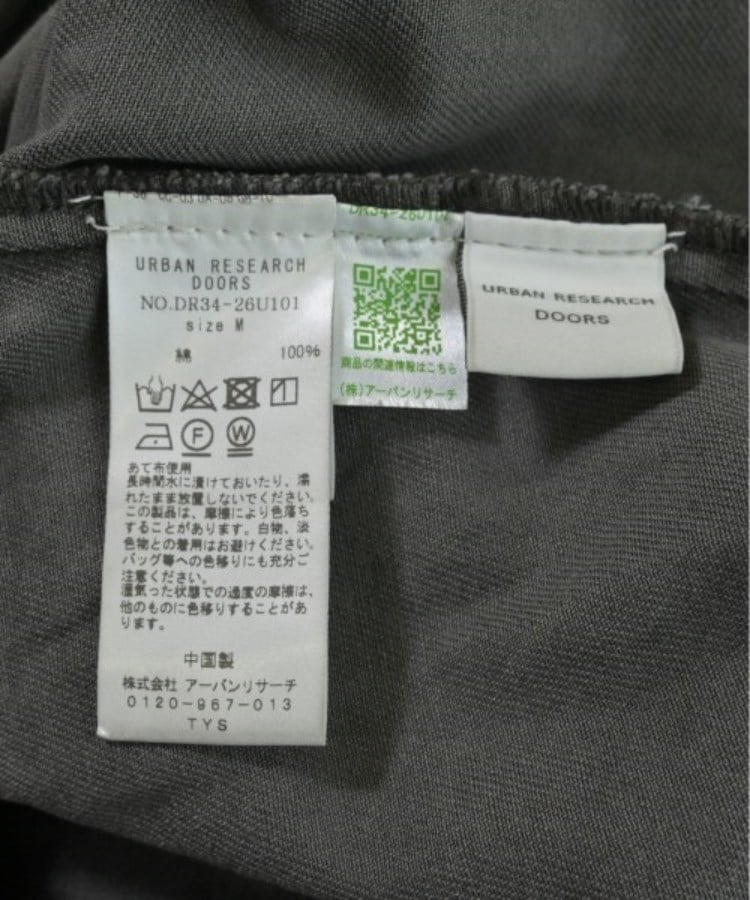 URBAN RESEARCH
DOORS
NO.DR34-26U101
size M
綿 100%
F W
あて布使用
長時間水に漬けておいたり、濡
れたまま放置しないでください。
この製品は、摩擦により色落ち
することがあります。白物、淡
色物との着用はお避けください。
バッグ等への色移りにも充分ご
注意ください。
湿気った状態での過度の摩擦は、
他のものに色移りすることがあ
ります。
中国製
株式会社 アーバンリサーチ
0120-967-013
TYS
DR34-26U101
商品の関連情報はこちら
(株)アーバンリサーチ
URBAN RESEARCH
DOORS